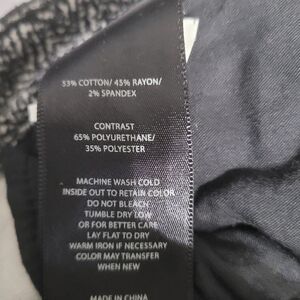 53% COTTON/ 45% RAYON/
2% SPANDEX
CONTRAST
65% POLYURETHANE/
35% POLYESTER
MACHINE WASH COLD
INSIDE OUT TO RETAIN COLOR
DO NOT BLEACH
TUMBLE DRY LOW
OR FOR BETTER CARE
LAY FLAT TO DRY
WARM IRON IF NECESSARY
COLOR MAY TRANSFER
WHEN NEW
MADE IN CHINA